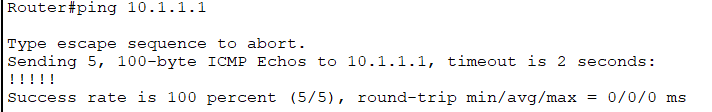 Router#ping 10.1.1.1
Type escape sequence to abort.
Sending 5, 100-byte ICMP Echos to 10.1.1.1, timeout is 2 seconds:
!!!!!
Success rate is 100 percent (5/5), round-trip min/avg/max = 0/0/0 ms